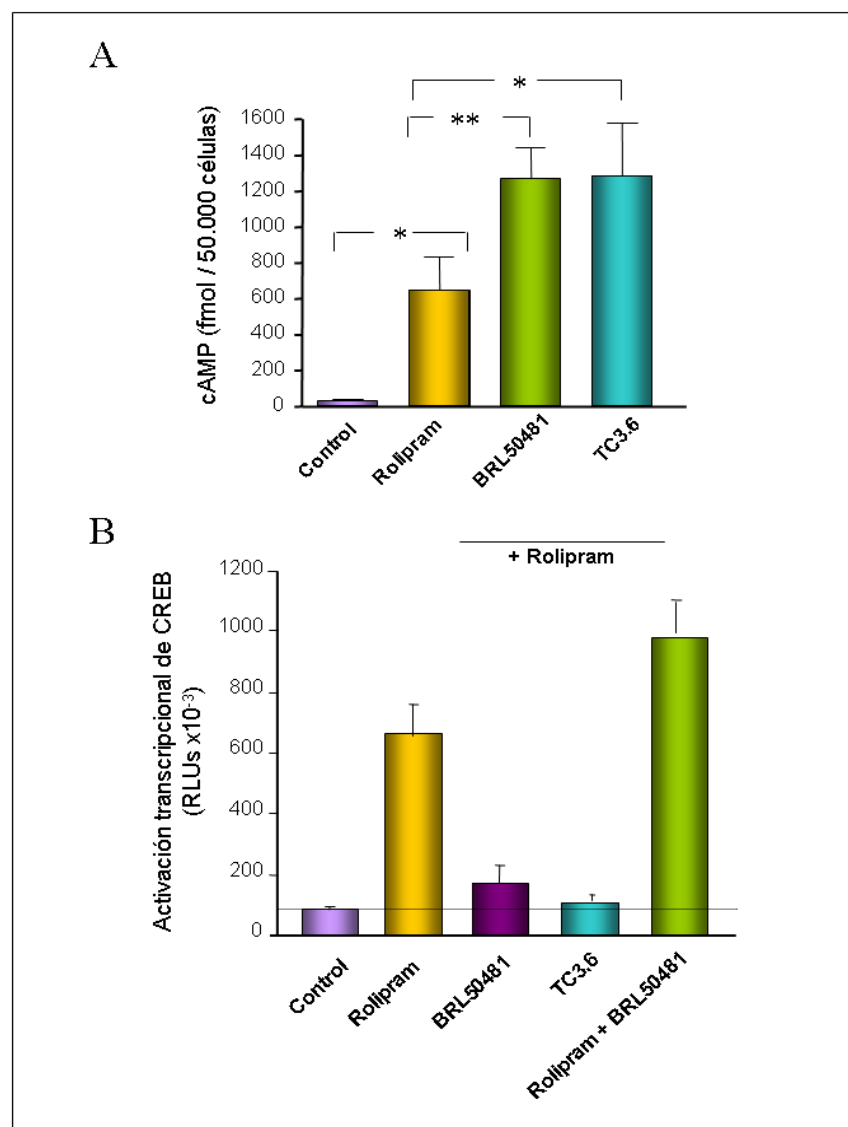 A
*
**
*
1600
1400
1200
1000
800
600
400
200
0
cAMP (fmol / 50.000 células)
Control
Rolipram
BRL50481
TC3.6
B
+ Rolipram
1200
1000
800
600
400
200
0
Activación transcripcional de CREB
(RLUs x10-3)
Control
Rolipram
BRL50481
TC3.6
Rolipram + BRL50481